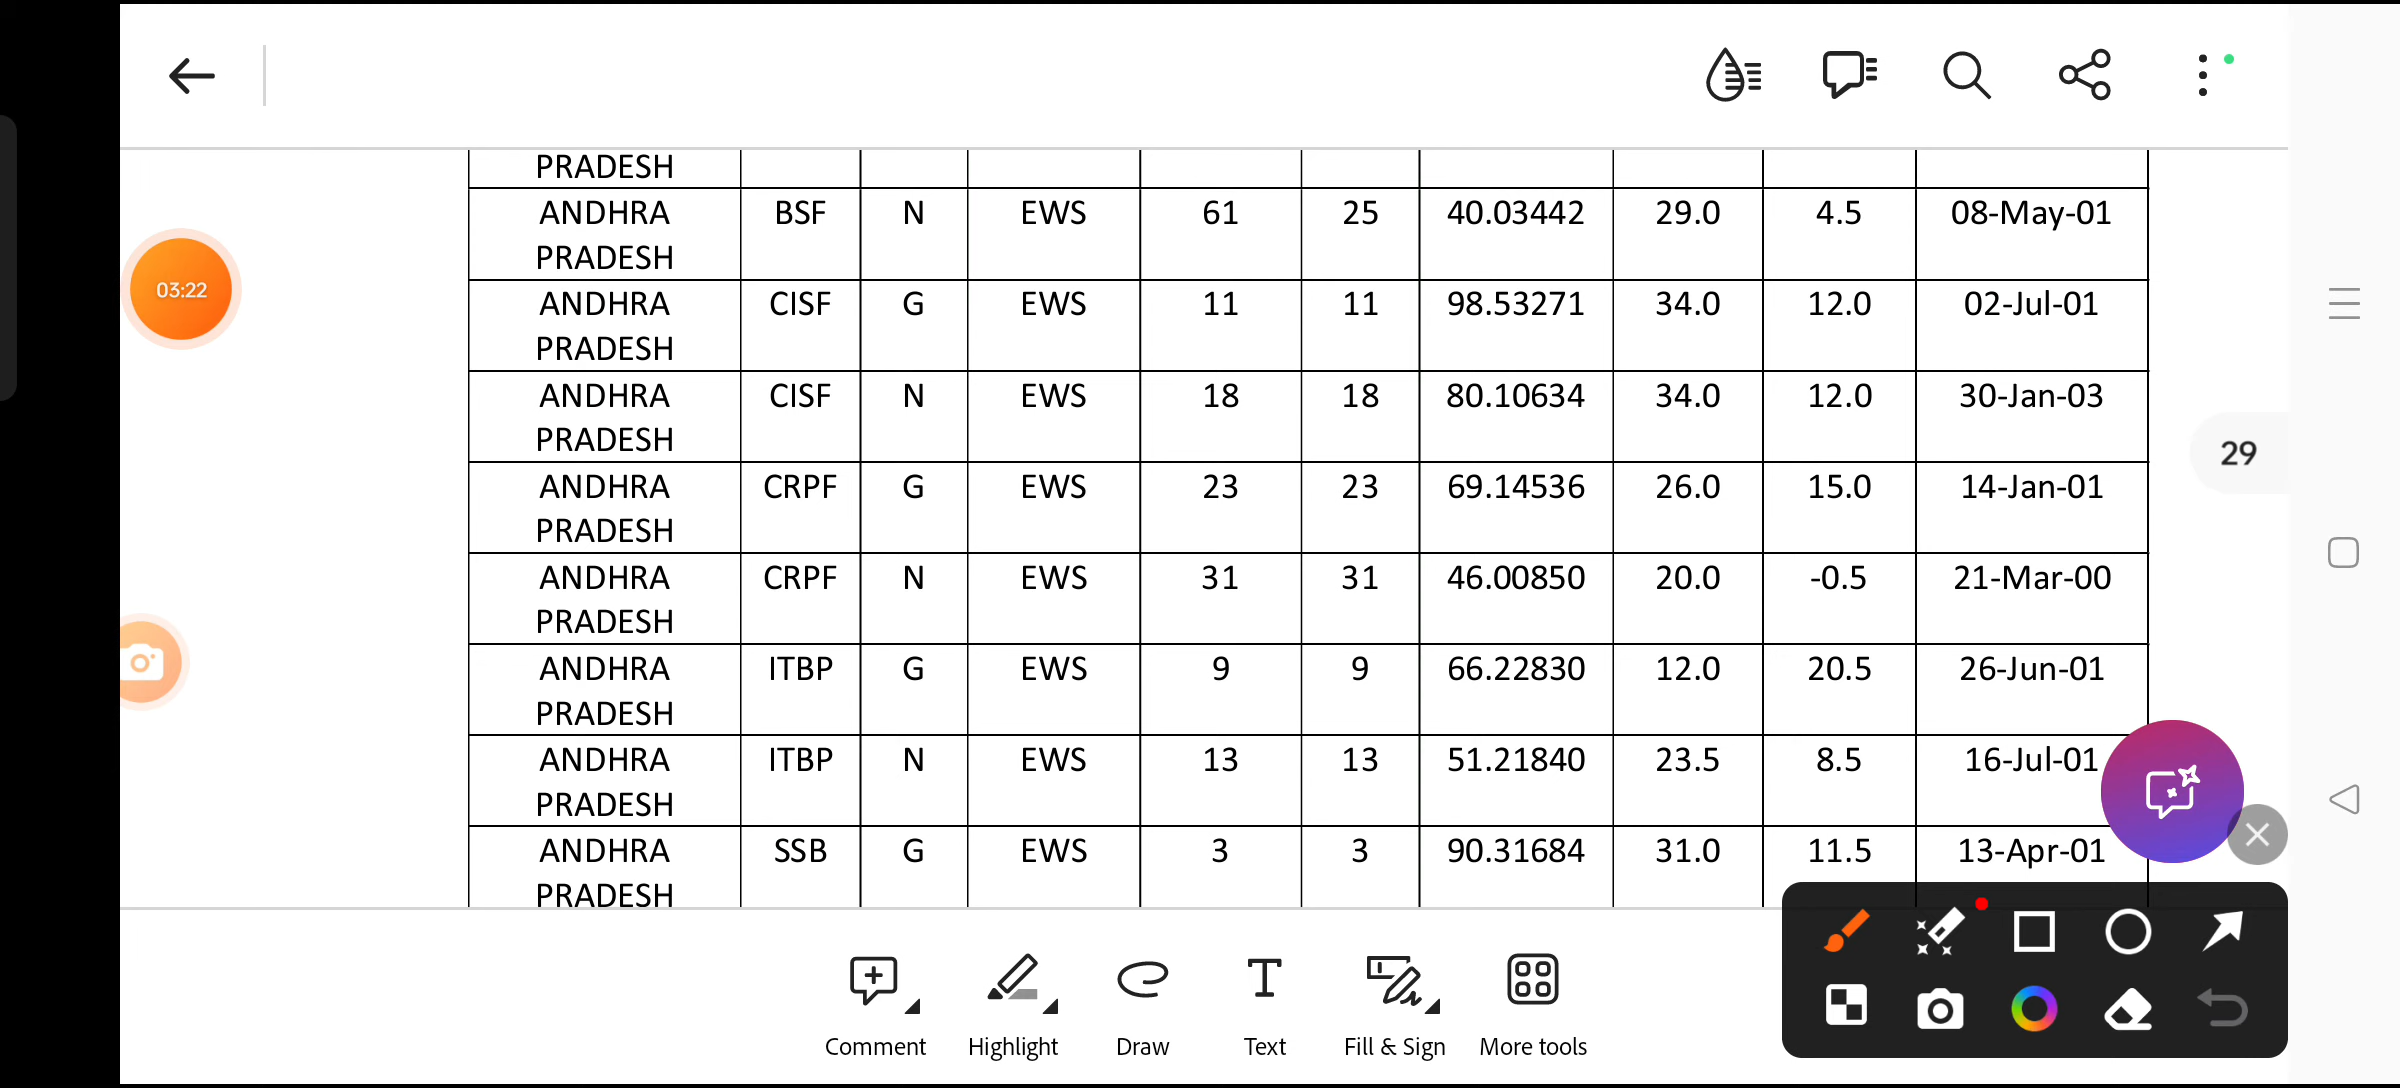 PRADESH
ANDHRA PRADESH BSF N EWS 61 25 40.03442 29.0 4.5 08-May-01
03:22
ANDHRA PRADESH CISF G EWS 11 11 98.53271 34.0 12.0 02-Jul-01
ANDHRA PRADESH CISF N EWS 18 18 80.10634 34.0 12.0 30-Jan-03
29
ANDHRA PRADESH CRPF G EWS 23 23 69.14536 26.0 15.0 14-Jan-01
ANDHRA PRADESH CRPF N EWS 31 31 46.00850 20.0 -0.5 21-Mar-00
ANDHRA PRADESH ITBP G EWS 9 9 66.22830 12.0 20.5 26-Jun-01
ANDHRA PRADESH ITBP N EWS 13 13 51.21840 23.5 8.5 16-Jul-01
ANDHRA PRADESH SSB G EWS 3 3 90.31684 31.0 11.5 13-Apr-01
Comment Highlight Draw Text Fill & Sign More tools